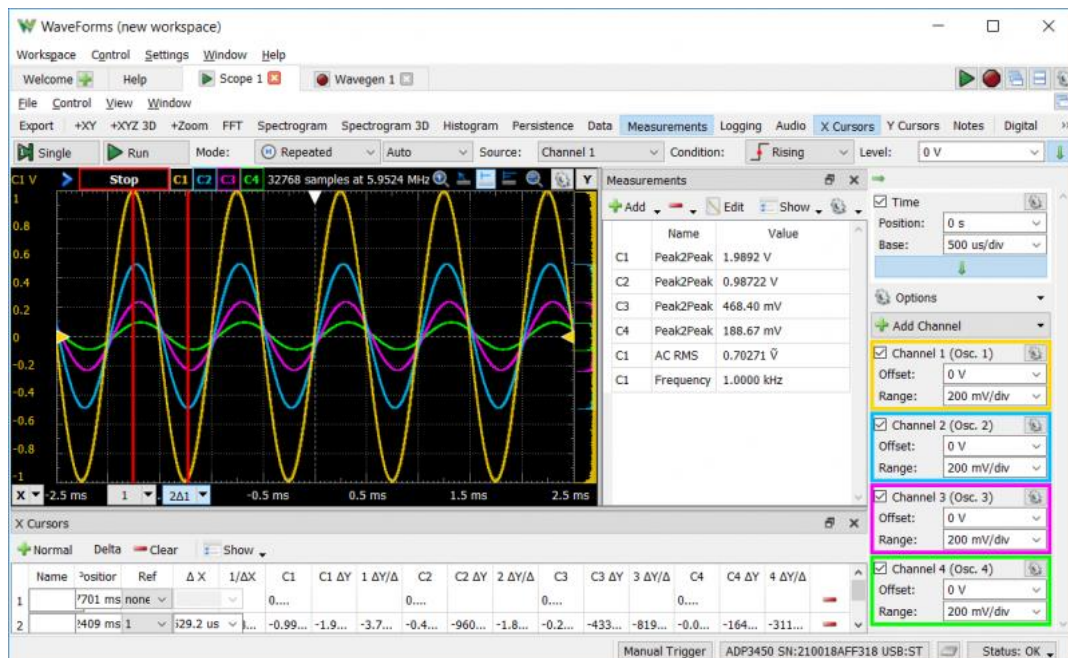 WaveForms (new workspace)
Workspace Control Settings Window Help
Welcome Help Scope 1 Wavegen 1
File Control View Window
Export +XY +XYZ 3D +Zoom FFT Spectrogram Spectrogram 3D Histogram Persistence Data Measurements Logging Audio X Cursors Y Cursors Notes Digital
Single Run Mode: Repeated Auto Source: Channel 1 Condition: Rising Level: 0 V
C1 V Stop C1 C2 C3 C4 32768 samples at 5.9524 MHz Y
1
0.8
0.6
0.4
0.2
0
-0.2
-0.4
-0.6
-0.8
-1
X -2.5 ms 1 2Δ1 -0.5 ms 0.5 ms 1.5 ms 2.5 ms
Measurements
Add Edit Show
Name Value
C1 Peak2Peak 1.9892 V
C2 Peak2Peak 0.98722 V
C3 Peak2Peak 468.40 mV
C4 Peak2Peak 188.67 mV
C1 AC RMS 0.70271 Ṽ
C1 Frequency 1.0000 kHz
Time
Position: 0 s
Base: 500 us/div
Options
Add Channel
Channel 1 (Osc. 1)
Offset: 0 V
Range: 200 mV/div
Channel 2 (Osc. 2)
Offset: 0 V
Range: 200 mV/div
Channel 3 (Osc. 3)
Offset: 0 V
Range: 200 mV/div
Channel 4 (Osc. 4)
Offset: 0 V
Range: 200 mV/div
X Cursors
Normal Delta Clear Show
Name Position Ref Δ X 1/ΔX C1 C1 ΔY 1 ΔY/Δ C2 C2 ΔY 2 ΔY/Δ C3 C3 ΔY 3 ΔY/Δ C4 C4 ΔY 4 ΔY/Δ
1 7701 ms none 0.... 0.... 0.... 0....
2 2409 ms 1 529.2 us -0.99... -1.9... -3.7... -0.4... -960... -1.8... -0.2... -433... -819... -0.0... -164... -311...
Manual Trigger ADP3450 SN:210018AFF318 USB:ST Status: OK